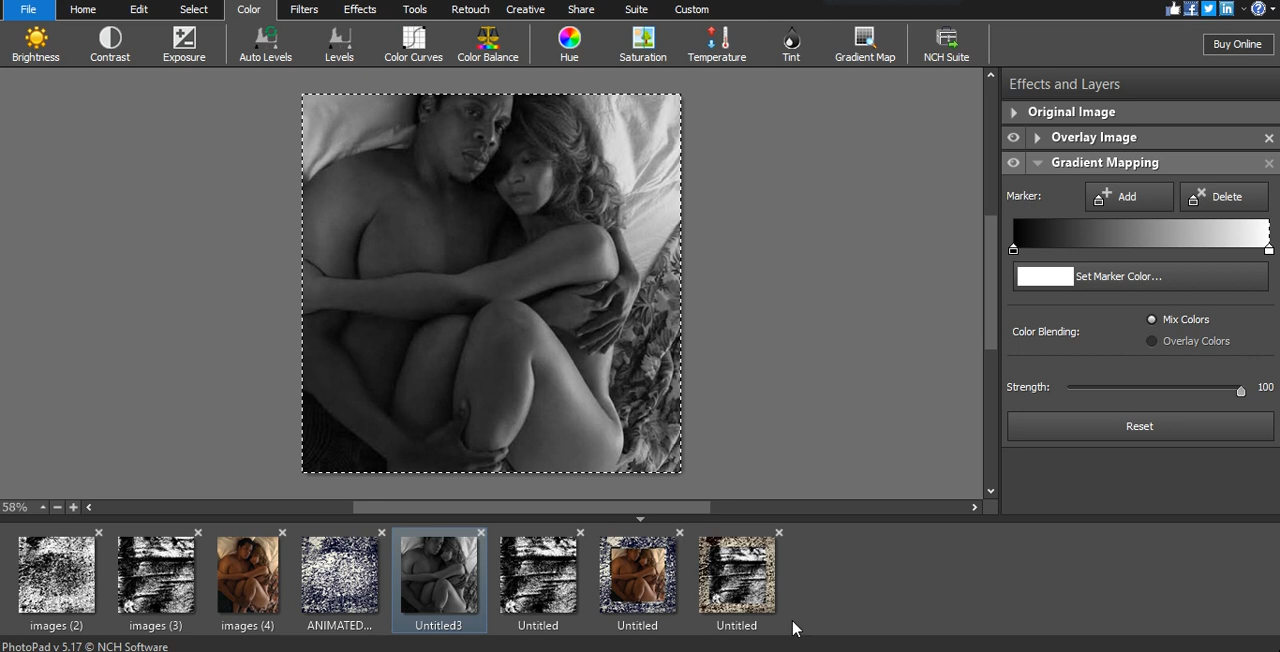 File Home Edit Select Color Filters Effects Tools Retouch Creative Share Suite Custom
Brightness Contrast Exposure Auto Levels Levels Color Curves Color Balance Hue Saturation Temperature Tint Gradient Map NCH Suite Buy Online
Effects and Layers
Original Image
Overlay Image
Gradient Mapping
Marker: Add Delete
Set Marker Color...
Color Blending: Mix Colors
Overlay Colors
Strength: 100
Reset
58%
images (2) images (3) images (4) ANIMATED... Untitled3 Untitled Untitled Untitled
PhotoPad v 5.17 © NCH Software